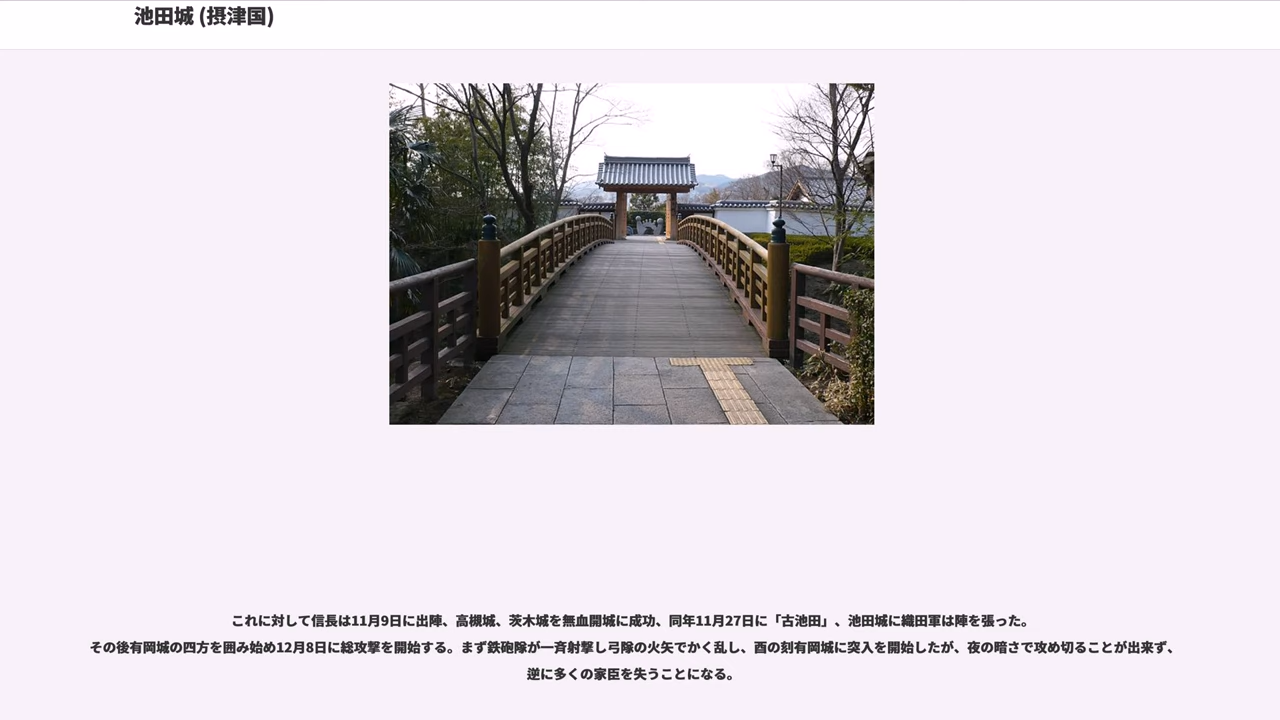 池田城 (摂津国)
これに対して信長は11月9日に出陣、高槻城、茨木城を無血開城に成功、同年11月27日に「古池田」、池田城に織田軍は陣を張った。
その後有岡城の四方を囲み始め12月8日に総攻撃を開始する。まず鉄砲隊が一斉射撃し弓隊の火矢でかく乱し、酉の刻有岡城に突入を開始したが、夜の暗さで攻め切ることが出来ず、
逆に多くの家臣を失うことになる。